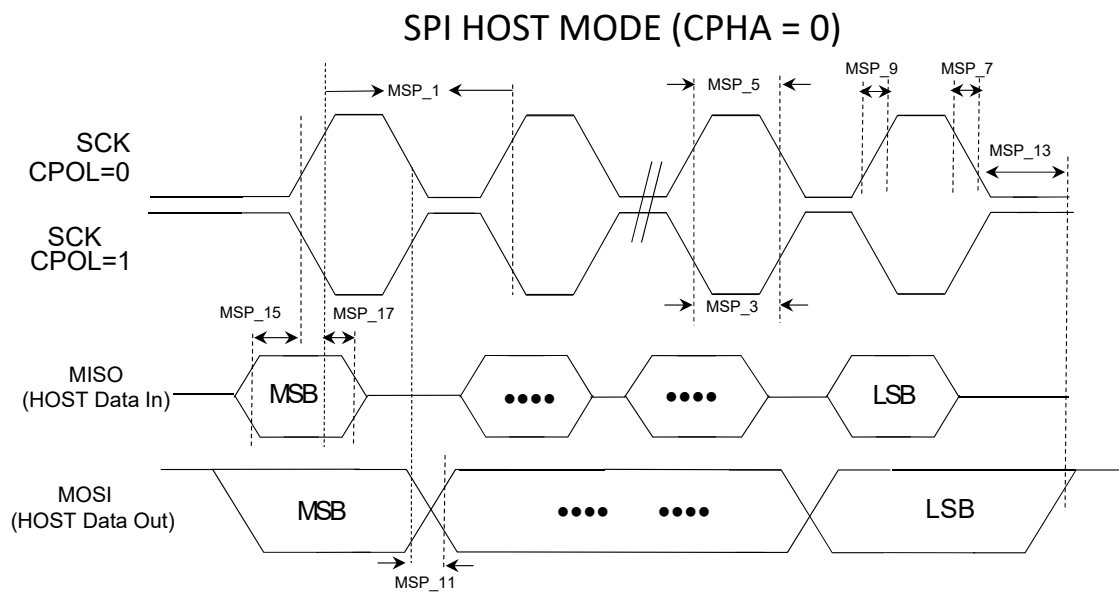 SPI HOST MODE (CPHA = 0)
MSP_1
MSP_5
MSP_9
MSP_7
SCK
CPOL=0
MSP_13
SCK
CPOL=1
MSP_15
MSP_17
MSP_3
MISO
(HOST Data In)
MSB
••••
••••
LSB
MOSI
(HOST Data Out)
MSB
••••
••••
LSB
MSP_11